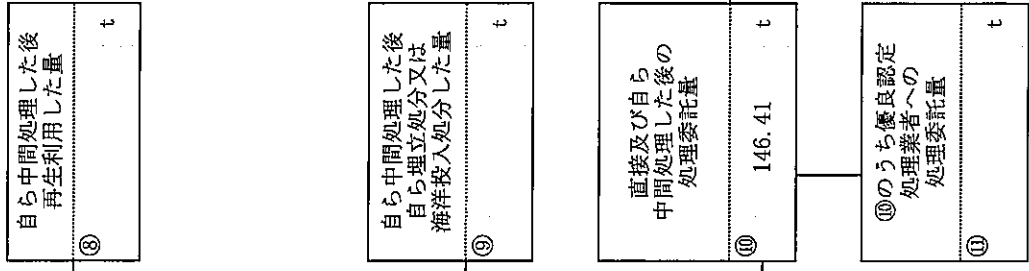 自ら中間処理した後
再生利用した量
⑧ t
自ら中間処理した後
自ら埋立処分又は
海洋投入処分した量
⑨ t
直接及び自ら
中間処理した後の
処理委託量
⑩ 146.41 t
⑩のうち優良認定
処理業者への
処理委託量
⑪ t